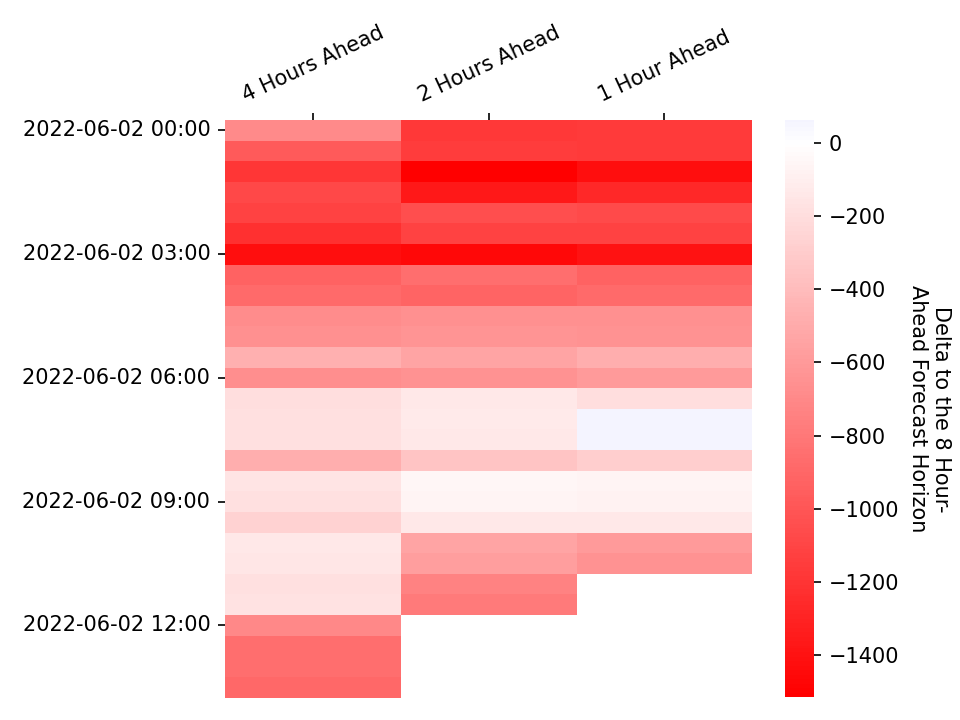 4 Hours Ahead
2 Hours Ahead
1 Hour Ahead
2022-06-02 00:00
2022-06-02 03:00
2022-06-02 06:00
2022-06-02 09:00
2022-06-02 12:00
0
−200
−400
−600
−800
−1000
−1200
−1400
Delta to the 8 Hour-
Ahead Forecast Horizon